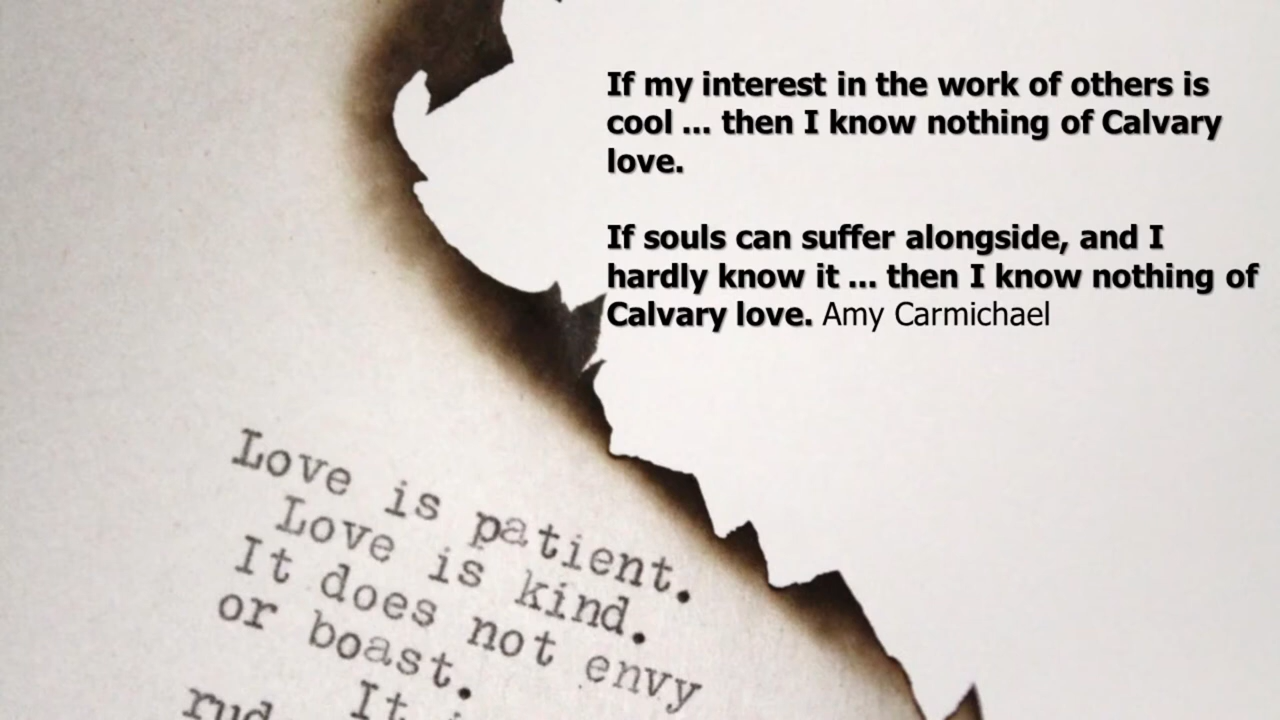 If my interest in the work of others is
cool ... then I know nothing of Calvary
love.
If souls can suffer alongside, and I
hardly know it ... then I know nothing of
Calvary love. Amy Carmichael
Love is patient.
Love is kind.
It does not envy
or boast.
It